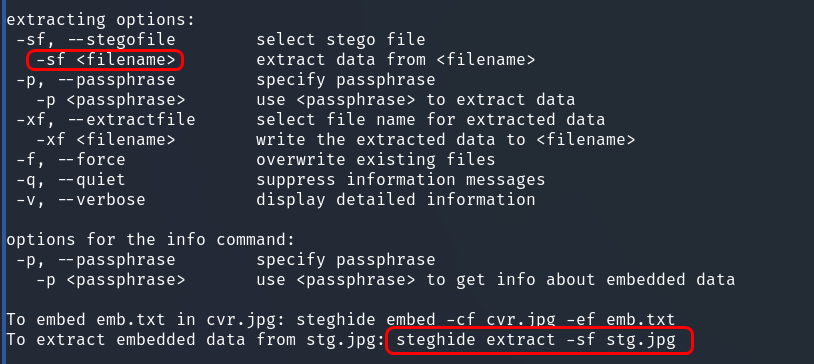 extracting options:
-sf, --stegofile select stego file
-sf <filename> extract data from <filename>
-p, --passphrase specify passphrase
-p <passphrase> use <passphrase> to extract data
-xf, --extractfile select file name for extracted data
-xf <filename> write the extracted data to <filename>
-f, --force overwrite existing files
-q, --quiet suppress information messages
-v, --verbose display detailed information
options for the info command:
-p, --passphrase specify passphrase
-p <passphrase> use <passphrase> to get info about embedded data
To embed emb.txt in cvr.jpg: steghide embed -cf cvr.jpg -ef emb.txt
To extract embedded data from stg.jpg: steghide extract -sf stg.jpg